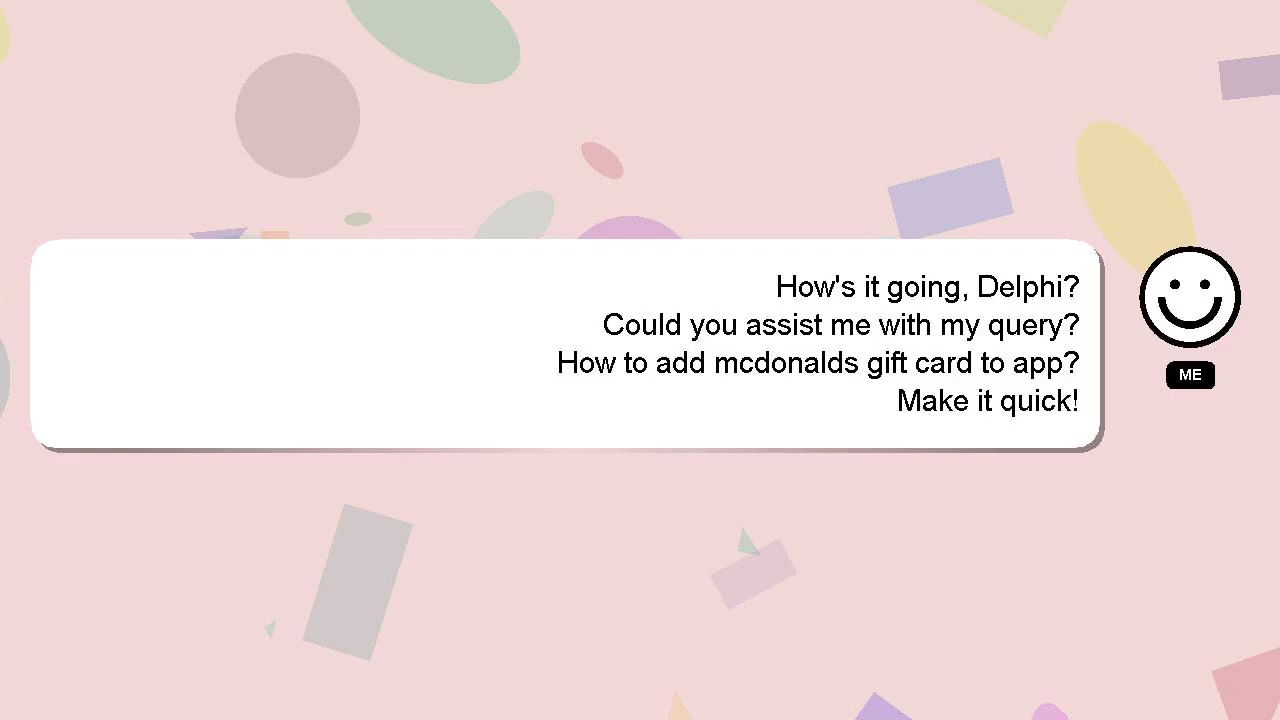 How's it going, Delphi?
Could you assist me with my query?
How to add mcdonalds gift card to app?
Make it quick!
ME